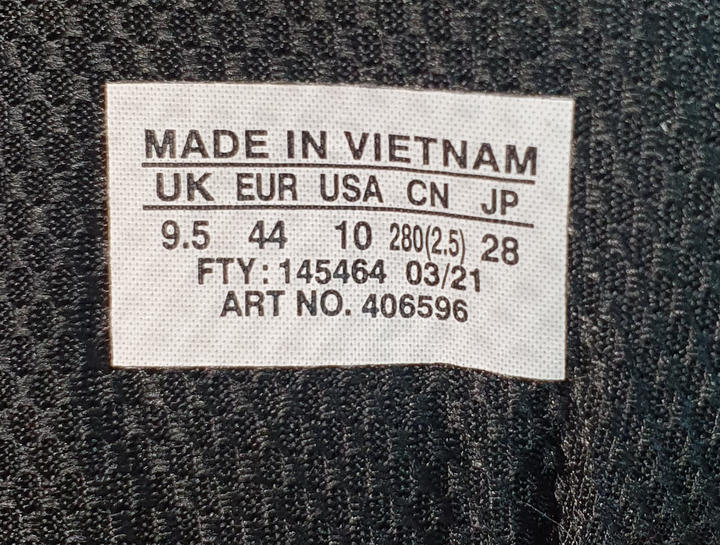 MADE IN VIETNAM
UK EUR USA CN JP
9.5 44 10 280(2.5) 28
FTY: 145464 03/21
ART NO. 406596